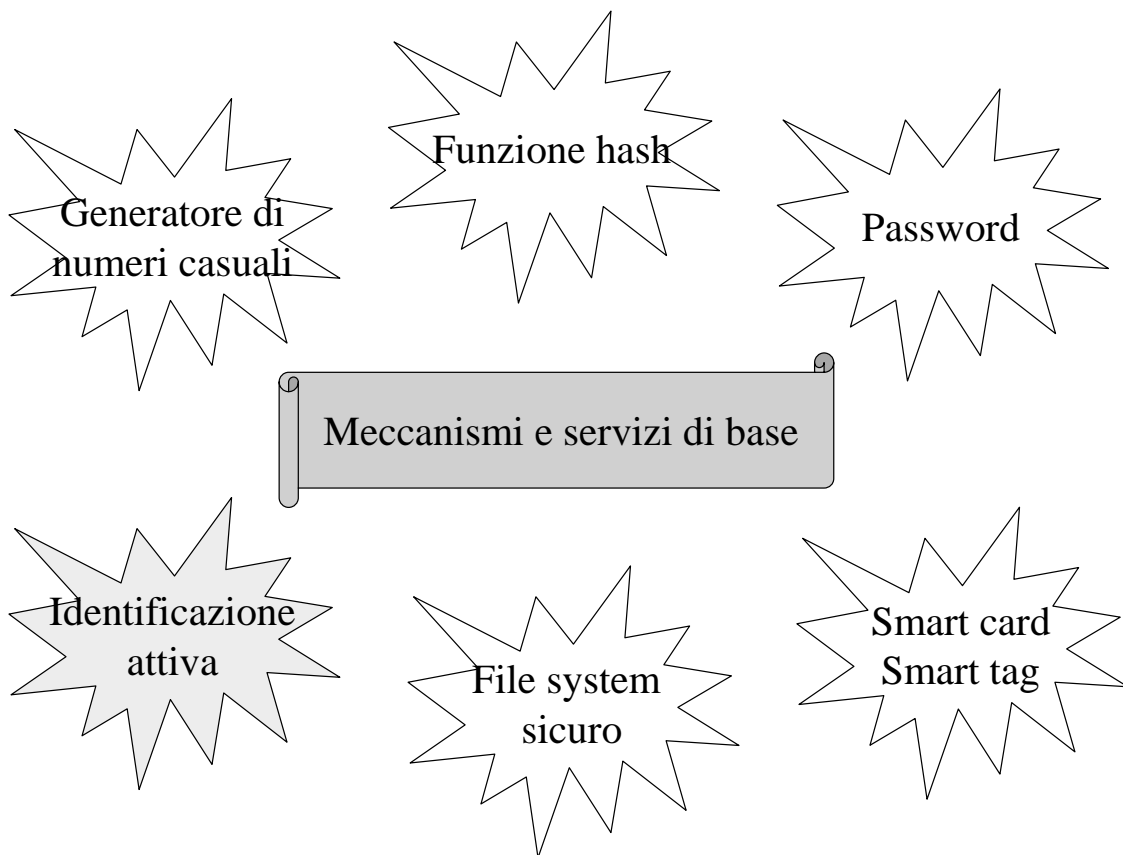 Funzione hash
Generatore di
numeri casuali
Password
Meccanismi e servizi di base
Identificazione
attiva
File system
sicuro
Smart card
Smart tag